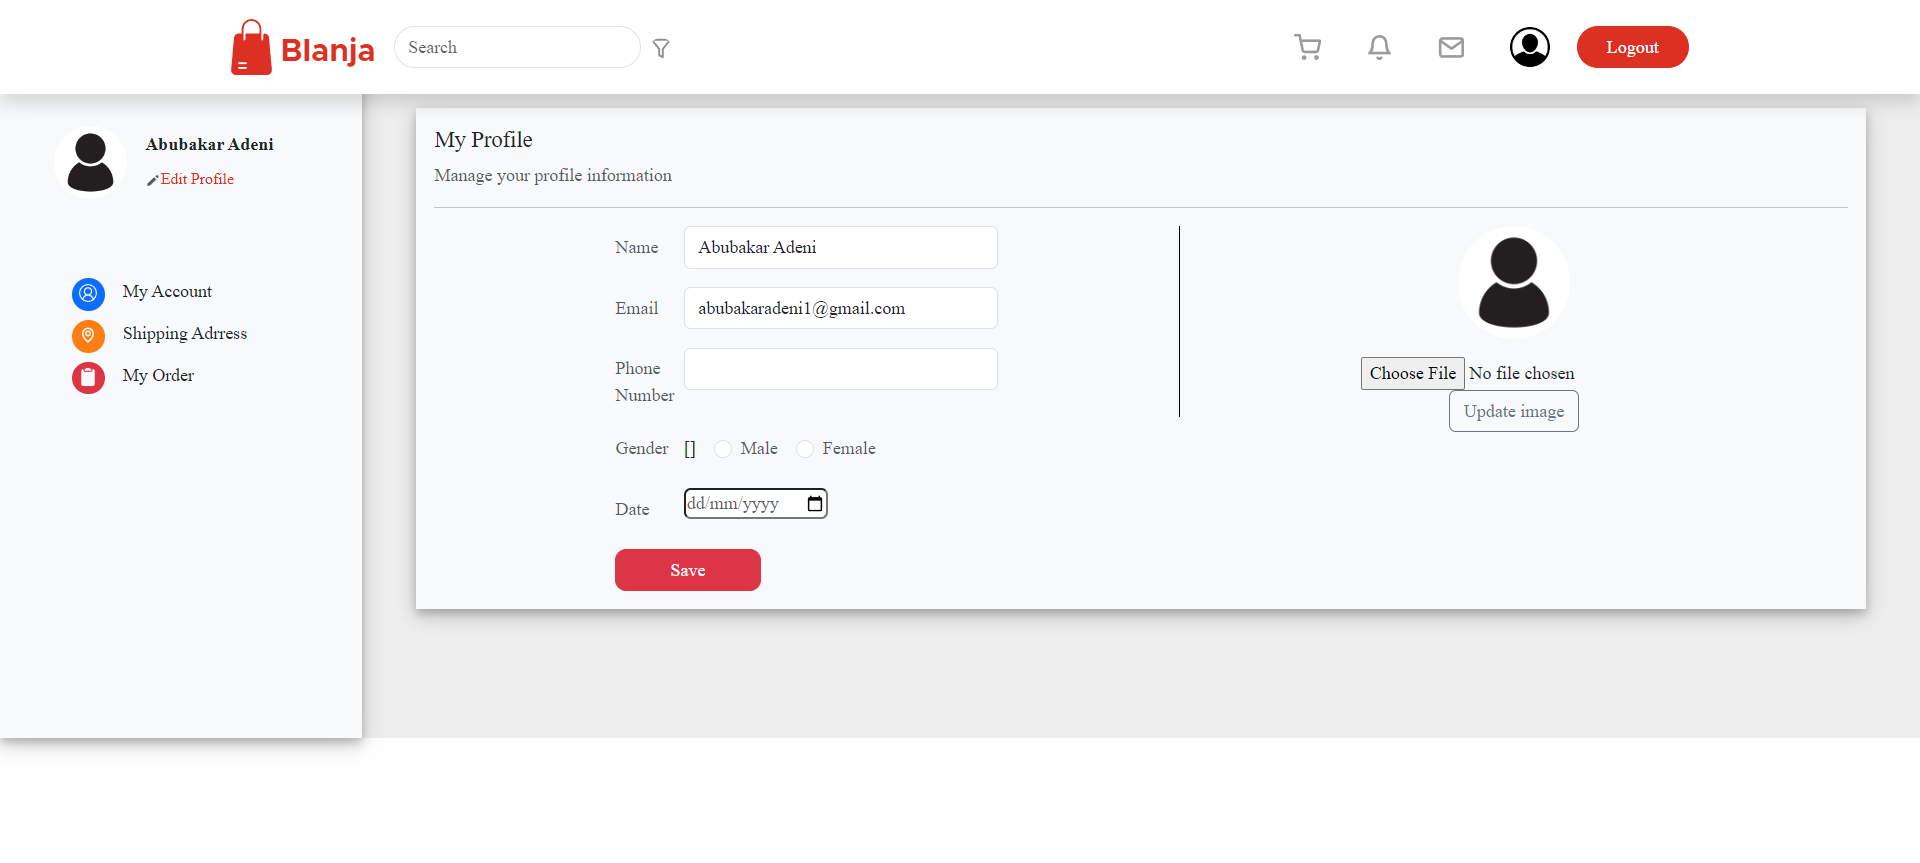 Blanja
Search
Logout
Abubakar Adeni
Edit Profile
My Account
Shipping Adrress
My Order
My Profile
Manage your profile information
Name
Abubakar Adeni
Email
abubakaradeni1@gmail.com
Phone
Number
Gender [] Male Female
Date
dd/mm/yyyy
Save
Choose File No file chosen
Update image